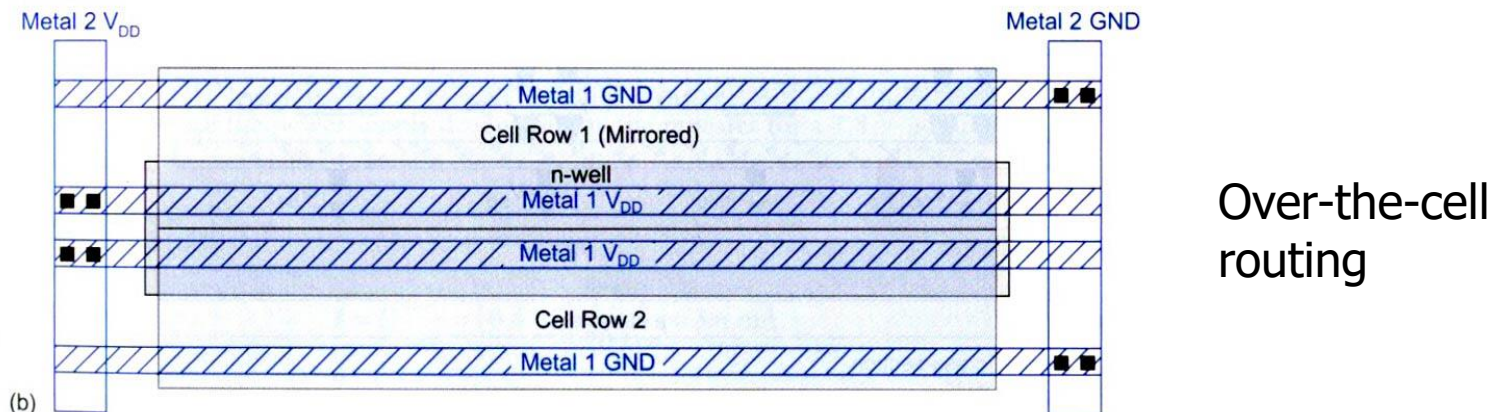 Metal 2 VDD
Metal 2 GND
Metal 1 GND
Cell Row 1 (Mirrored)
n-well
Metal 1 VDD
Metal 1 VDD
Cell Row 2
Metal 1 GND
(b)
Over-the-cell
routing